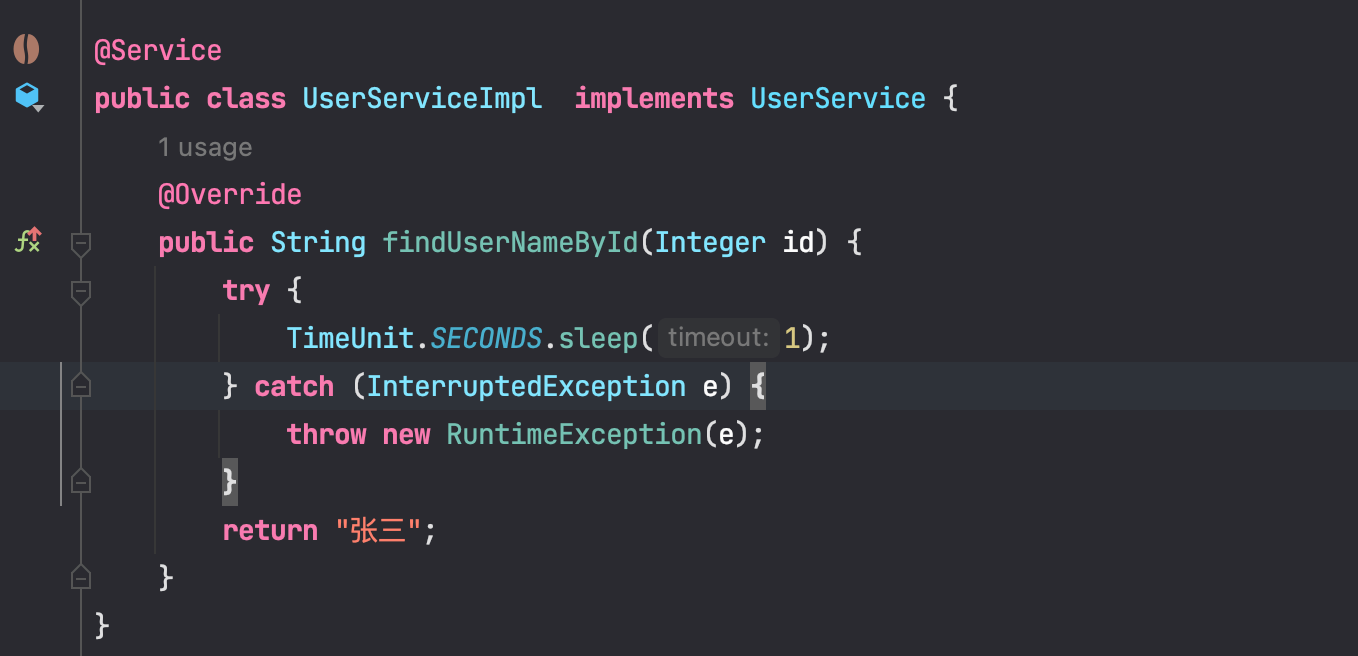 @Service
public class UserServiceImpl  implements UserService {
1 usage
@Override
public String findUserNameById(Integer id) {
try {
TimeUnit.SECONDS.sleep( timeout: 1);
} catch (InterruptedException e) {
throw new RuntimeException(e);
}
return "张三";
}
}